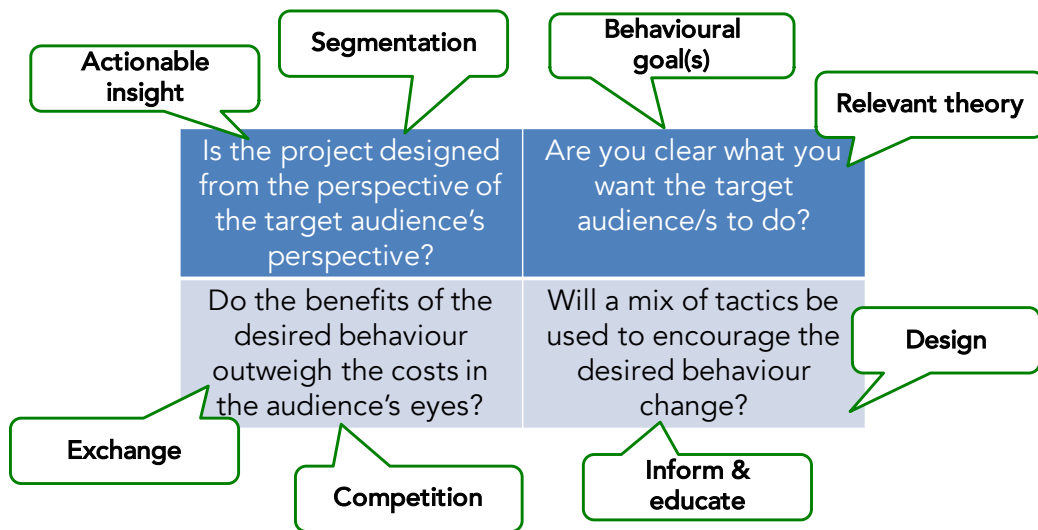 Segmentation
Behavioural
goal(s)
Actionable
insight
Relevant theory
Is the project designed
from the perspective of
the target audience's
perspective?
Are you clear what you
want the target
audience/s to do?
Do the benefits of the
desired behaviour
outweigh the costs in
the audience's eyes?
Will a mix of tactics be
used to encourage the
desired behaviour
change?
Design
Exchange
Competition
Inform &
educate